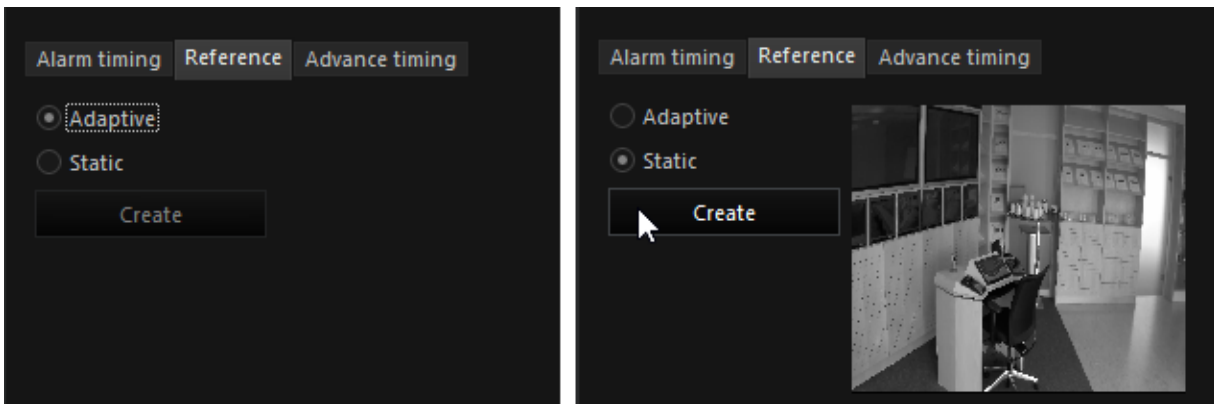 Alarm timing Reference Advance timing
Adaptive
Static
Create
Alarm timing Reference Advance timing
Adaptive
Static
Create